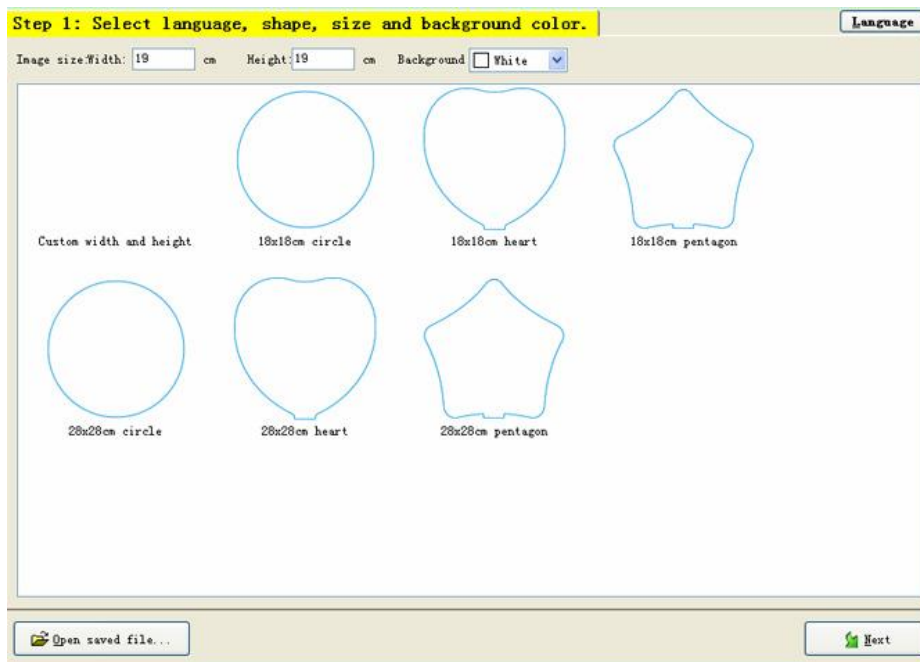 Step 1: Select language, shape, size and background color.
Language
Image size:Width: 19 cm Height: 19 cm Background White
Custom width and height 18x18cm circle 18x18cm heart 18x18cm pentagon
28x28cm circle 28x28cm heart 28x28cm pentagon
Open saved file...
Next